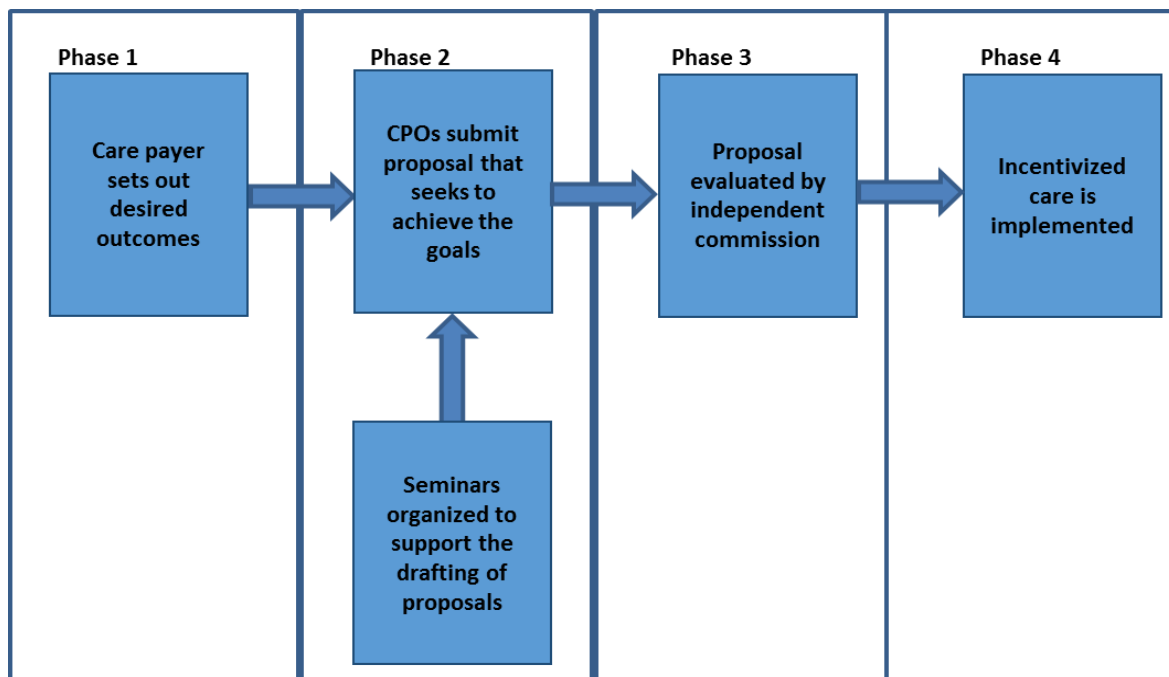 Phase 1
Care payer
sets out
desired
outcomes
Phase 2
CPOs submit
proposal that
seeks to
achieve the
goals
Seminars
organized to
support the
drafting of
proposals
Phase 3
Proposal
evaluated by
independent
commission
Phase 4
Incentivized
care is
implemented